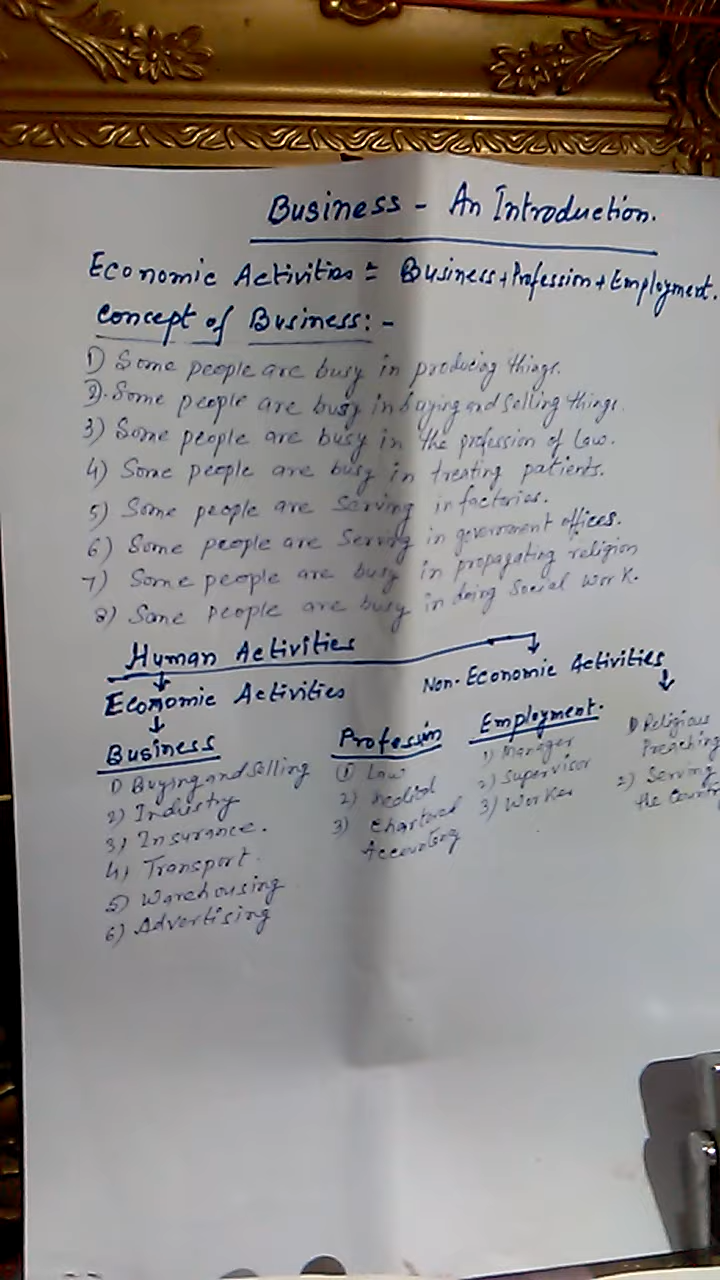 Business - An Introduction.
Economic Activities = Business + Profession + Employment.
Concept of Business: -
1) Some people are busy in producing things.
2). Some people are busy in buying and selling things.
3) Some people are busy in the profession of Law.
4) Some people are busy in treating patients.
5) Some people are serving in factories.
6) Some people are serving in government offices.
7) Some people are busy in propagating religion
8) Some people are busy in doing social work.
Human Activities
Economic Activities
Non-Economic Activities
Business
1) Buying and selling
2) Industry
3) Insurance.
4) Transport.
5) Warehousing
6) Advertising
Profession
1) Law
2) Medical
3) Chartered
Accounting
Employment.
1) Manager
2) Supervisor
3) Worker
1) Religious
Preaching
2) Serving
the Country